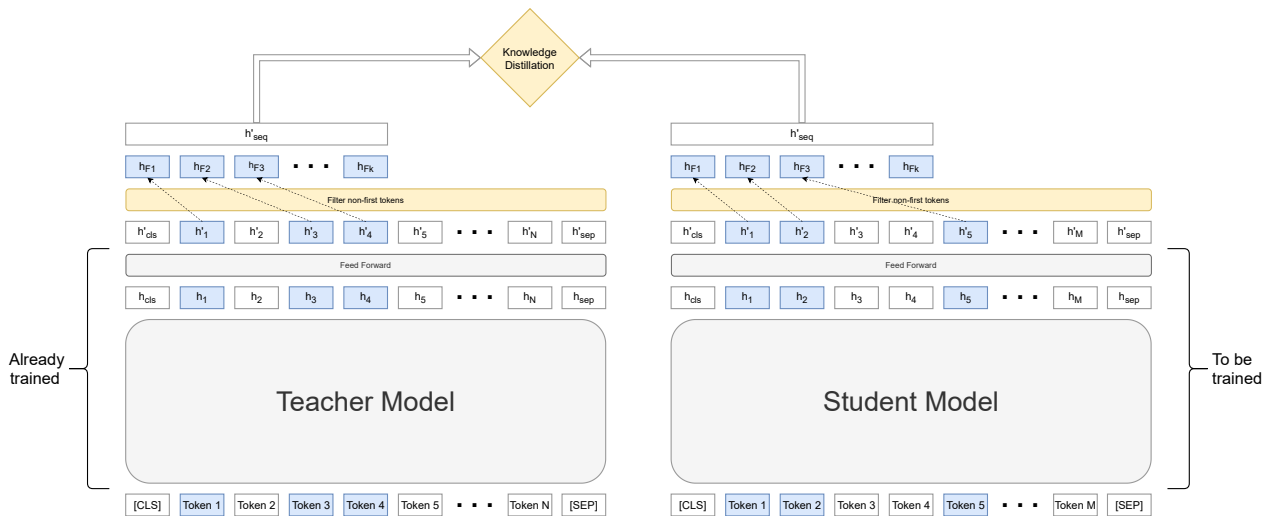 Knowledge
Distillation
h'seq h'seq
hF1 hF2 hF3 ▪ ▪ ▪ hFk hF1 hF2 hF3 ▪ ▪ ▪ hFk
Filter non-first tokens Filter non-first tokens
h'cls h'1 h'2 h'3 h'4 h'5 ▪ ▪ ▪ h'N h'sep h'cls h'1 h'2 h'3 h'4 h'5 ▪ ▪ ▪ h'M h'sep
Feed Forward Feed Forward
hcls h1 h2 h3 h4 h5 ▪ ▪ ▪ hN hsep hcls h1 h2 h3 h4 h5 ▪ ▪ ▪ hM hsep
Already
trained
Teacher Model Student Model
To be
trained
[CLS] Token 1 Token 2 Token 3 Token 4 Token 5 ▪ ▪ ▪ Token N [SEP] [CLS] Token 1 Token 2 Token 3 Token 4 Token 5 ▪ ▪ ▪ Token M [SEP]